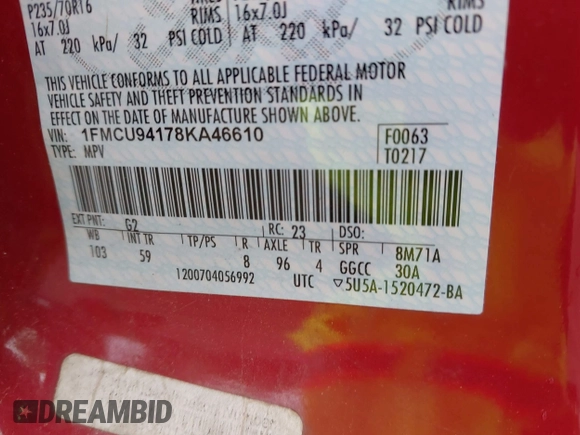 P235/70R16 RIMS RIMS
16x7.0J 16x7.0J
AT 220 kPa/ 32 PSI COLD AT 220 kPa/ 32 PSI COLD
THIS VEHICLE CONFORMS TO ALL APPLICABLE FEDERAL MOTOR
VEHICLE SAFETY AND THEFT PREVENTION STANDARDS IN
EFFECT ON THE DATE OF MANUFACTURE SHOWN ABOVE.
VIN: 1FMCU94178KA46610 F0063
TYPE: MPV T0217
EXT PNT: G2 RC: 23 DSO:
WB INT TR TP/PS R AXLE TR SPR 8M71A
103 59 8 96 4 GGCC 30A
1200704056992 UTC ▽5U5A-1520472-BA
DREAMBID